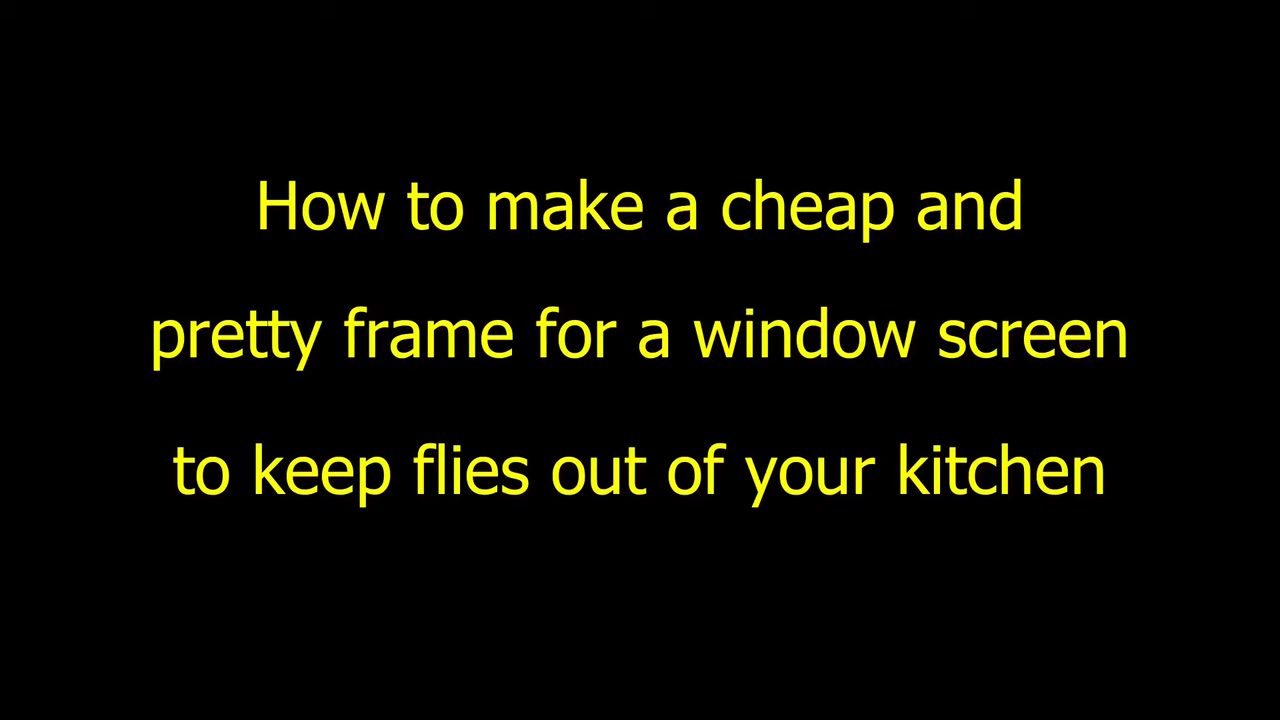 How to make a cheap and
pretty frame for a window screen
to keep flies out of your kitchen